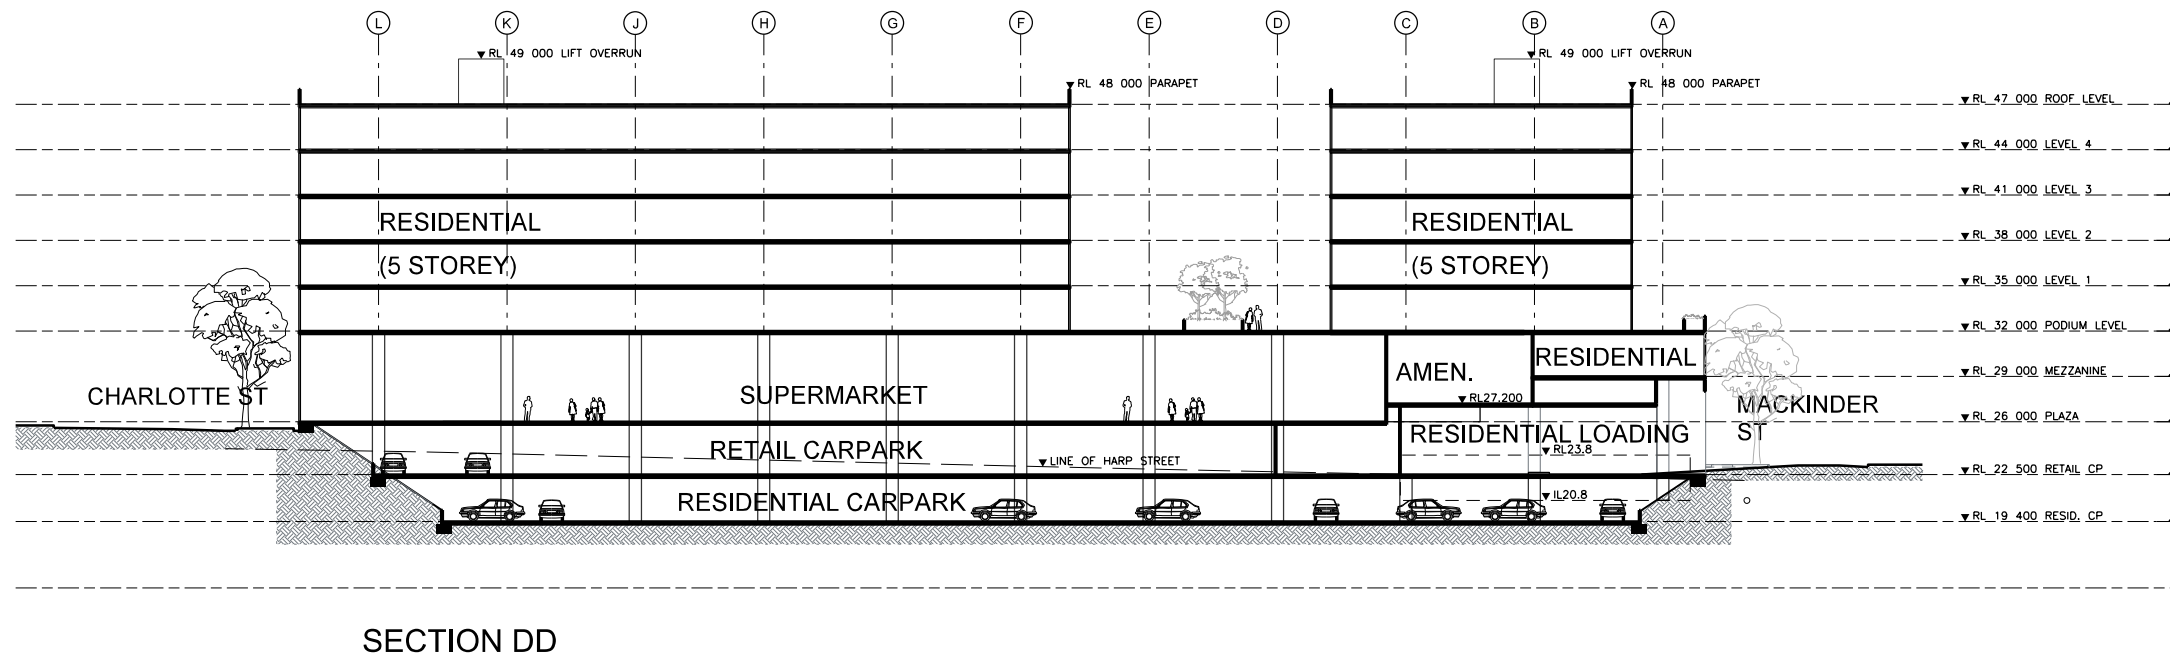 L K J H G F E D C B A
RL 49 000 LIFT OVERRUN
RL 49 000 LIFT OVERRUN
RL 48 000 PARAPET
RL 48 000 PARAPET
RL 47 000 ROOF LEVEL
RL 44 000 LEVEL 4
RL 41 000 LEVEL 3
RESIDENTIAL
(5 STOREY)
RESIDENTIAL
(5 STOREY)
RL 38 000 LEVEL 2
RL 35 000 LEVEL 1
RL 32 000 PODIUM LEVEL
RESIDENTIAL
AMEN.
RL 29 000 MEZZANINE
CHARLOTTE ST
SUPERMARKET
RL27.200
MACKINDER
ST
RL 26 000 PLAZA
RETAIL CARPARK
RESIDENTIAL LOADING
RL23.8
LINE OF HARP STREET
RL 22 500 RETAIL CP
RESIDENTIAL CARPARK
IL20.8
RL 19 400 RESID. CP
SECTION DD